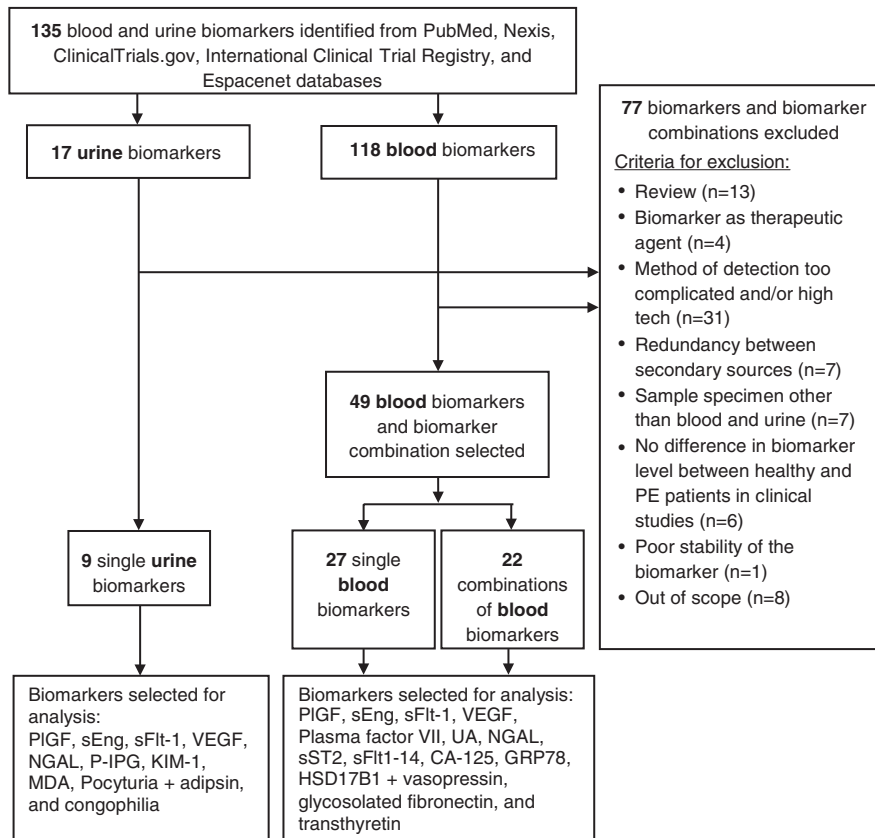 135 blood and urine biomarkers identified from PubMed, Nexis,
ClinicalTrials.gov, International Clinical Trial Registry, and
Espacenet databases
17 urine biomarkers
118 blood biomarkers
77 biomarkers and biomarker
combinations excluded
Criteria for exclusion:
• Review (n=13)
• Biomarker as therapeutic
agent (n=4)
• Method of detection too
complicated and/or high
tech (n=31)
• Redundancy between
secondary sources (n=7)
• Sample specimen other
than blood and urine (n=7)
• No difference in biomarker
level between healthy and
PE patients in clinical
studies (n=6)
• Poor stability of the
biomarker (n=1)
• Out of scope (n=8)
49 blood biomarkers
and biomarker
combination selected
9 single urine
biomarkers
27 single
blood
biomarkers
22
combinations
of blood
biomarkers
Biomarkers selected for
analysis:
PlGF, sEng, sFlt-1, VEGF,
NGAL, P-IPG, KIM-1,
MDA, Pocyturia + adipsin,
and congophilia
Biomarkers selected for analysis:
PlGF, sEng, sFlt-1, VEGF,
Plasma factor VII, UA, NGAL,
sST2, sFlt1-14, CA-125, GRP78,
HSD17B1 + vasopressin,
glycosolated fibronectin, and
transthyretin